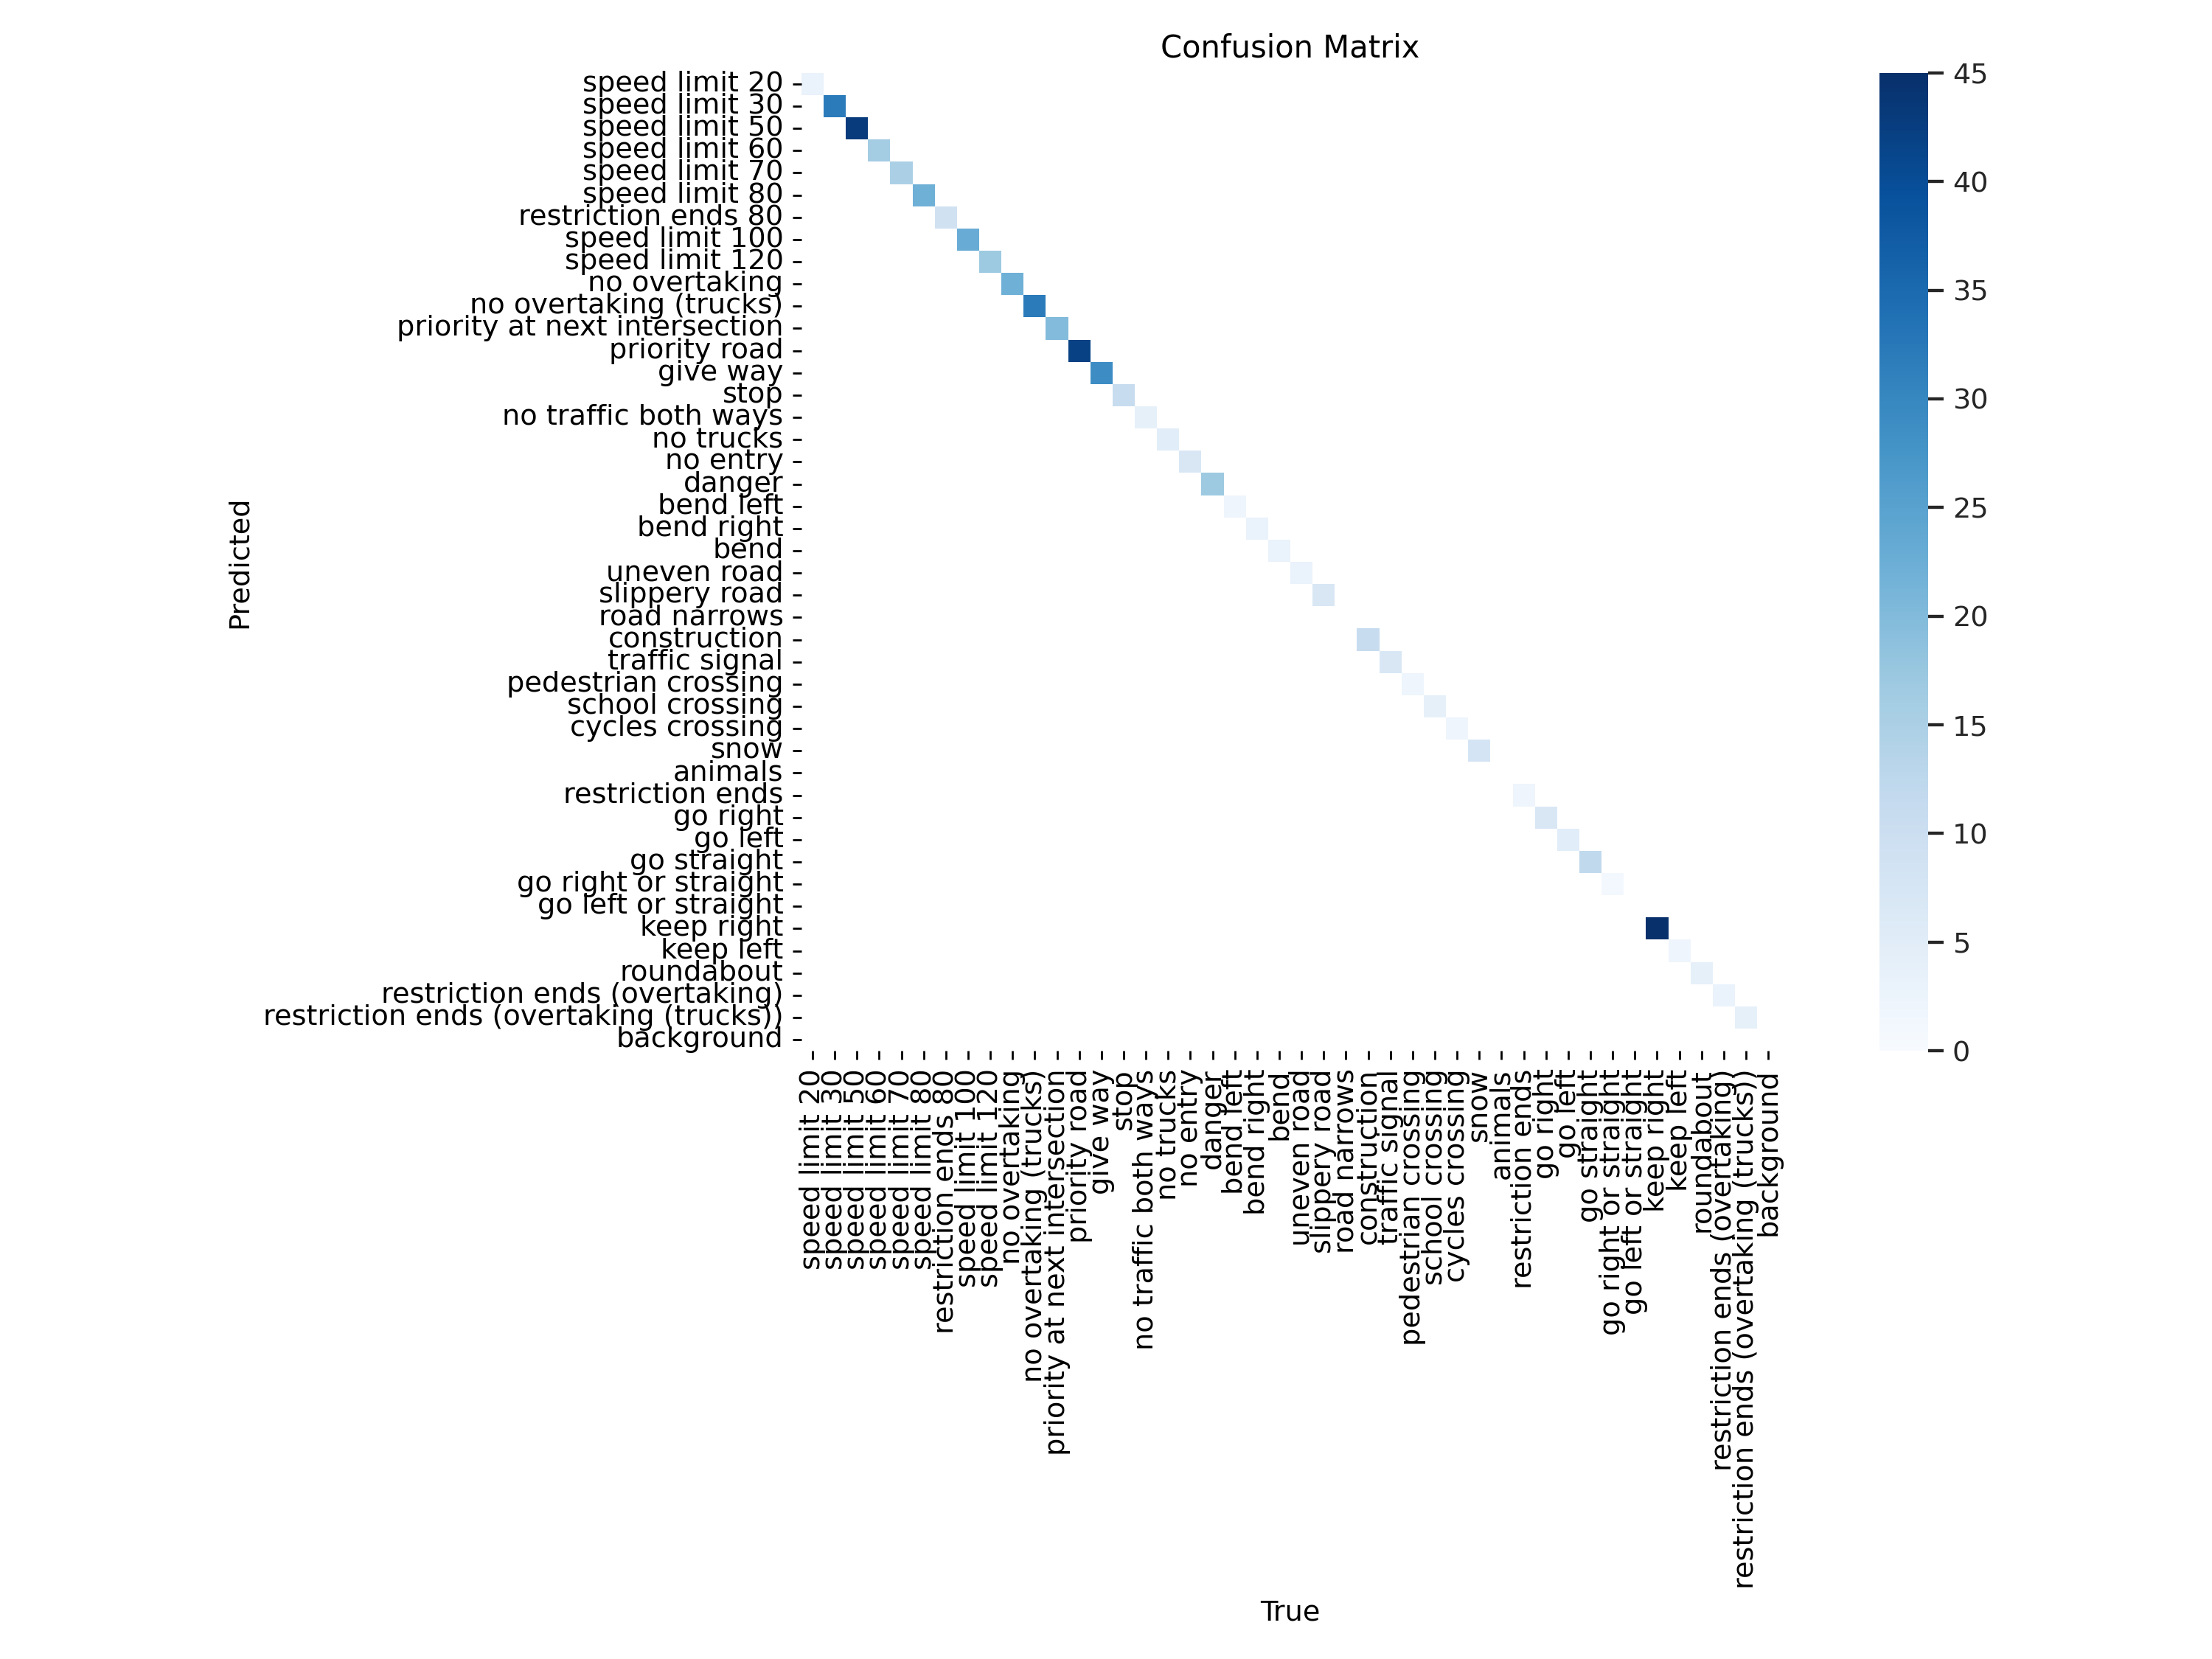 Confusion Matrix
speed limit 20
speed limit 30
speed limit 50
speed limit 60
speed limit 70
speed limit 80
restriction ends 80
speed limit 100
speed limit 120
no overtaking
no overtaking (trucks)
priority at next intersection
priority road
give way
stop
no traffic both ways
no trucks
no entry
danger
bend left
bend right
bend
uneven road
slippery road
road narrows
construction
traffic signal
pedestrian crossing
school crossing
cycles crossing
snow
animals
restriction ends
go right
go left
go straight
go right or straight
go left or straight
keep right
keep left
roundabout
restriction ends (overtaking)
restriction ends (overtaking (trucks))
background
Predicted
45
40
35
30
25
20
15
10
5
0
speed limit 20
speed limit 30
speed limit 50
speed limit 60
speed limit 70
speed limit 80
restriction ends 80
speed limit 100
speed limit 120
no overtaking
no overtaking (trucks)
priority at next intersection
priority road
give way
stop
no traffic both ways
no trucks
no entry
danger
bend left
bend right
bend
uneven road
slippery road
road narrows
construction
traffic signal
pedestrian crossing
school crossing
cycles crossing
snow
animals
restriction ends
go right
go left
go straight
go right or straight
go left or straight
keep right
keep left
roundabout
restriction ends (overtaking)
restriction ends (overtaking (trucks))
background
True